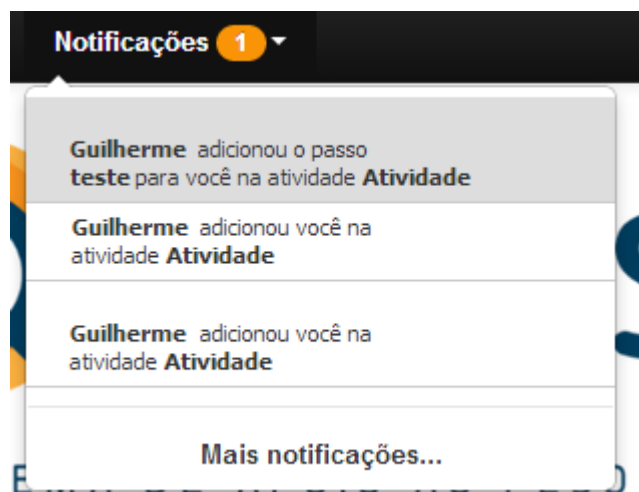 Notificações 1
Guilherme adicionou o passo
teste para você na atividade Atividade
Guilherme adicionou você na
atividade Atividade
Guilherme adicionou você na
atividade Atividade
Mais notificações...